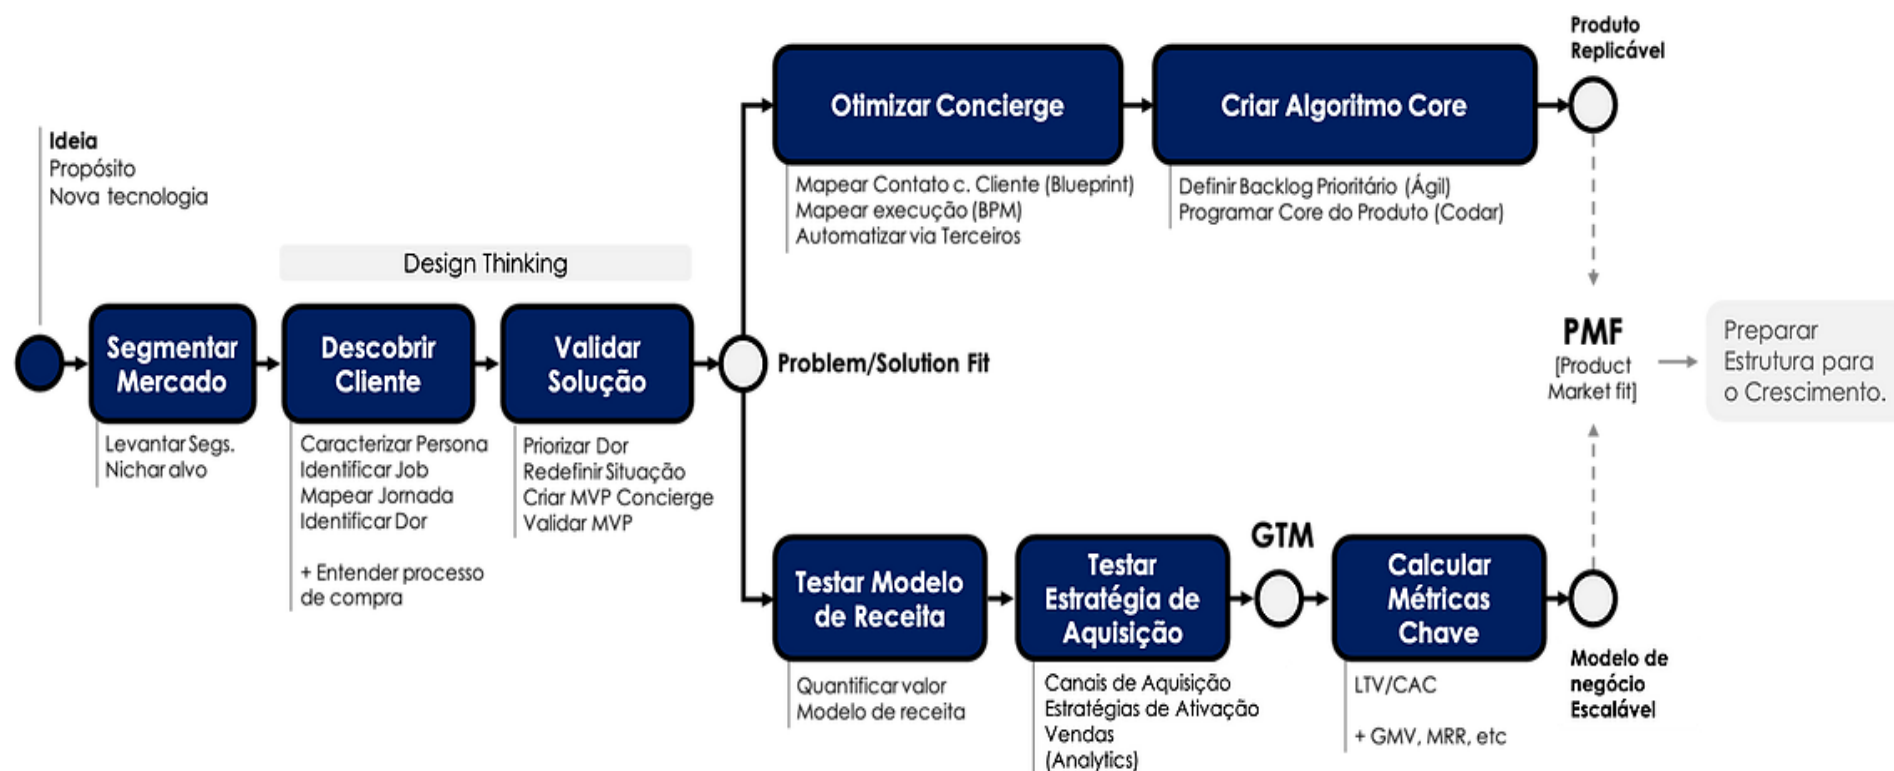 Ideia
Propósito
Nova tecnologia
Design Thinking
Segmentar
Mercado
Levantar Segs.
Nichar alvo
Descobrir
Cliente
Caracterizar Persona
Identificar Job
Mapear Jornada
Identificar Dor
+ Entender processo
de compra
Validar
Solução
Priorizar Dor
Redefinir Situação
Criar MVP Concierge
Validar MVP
Problem/Solution Fit
Otimizar Concierge
Mapear Contato c. Cliente (Blueprint)
Mapear execução (BPM)
Automatizar via Terceiros
Criar Algoritmo Core
Definir Backlog Prioritário (Ágil)
Programar Core do Produto (Codar)
Produto
Replicável
Testar Modelo
de Receita
Quantificar valor
Modelo de receita
Testar
Estratégia de
Aquisição
Canais de Aquisição
Estratégias de Ativação
Vendas
(Analytics)
GTM
Calcular
Métricas
Chave
LTV/CAC
+ GMV, MRR, etc
Modelo de
negócio
Escalável
PMF
[Product
Market fit]
Preparar
Estrutura para
o Crescimento.